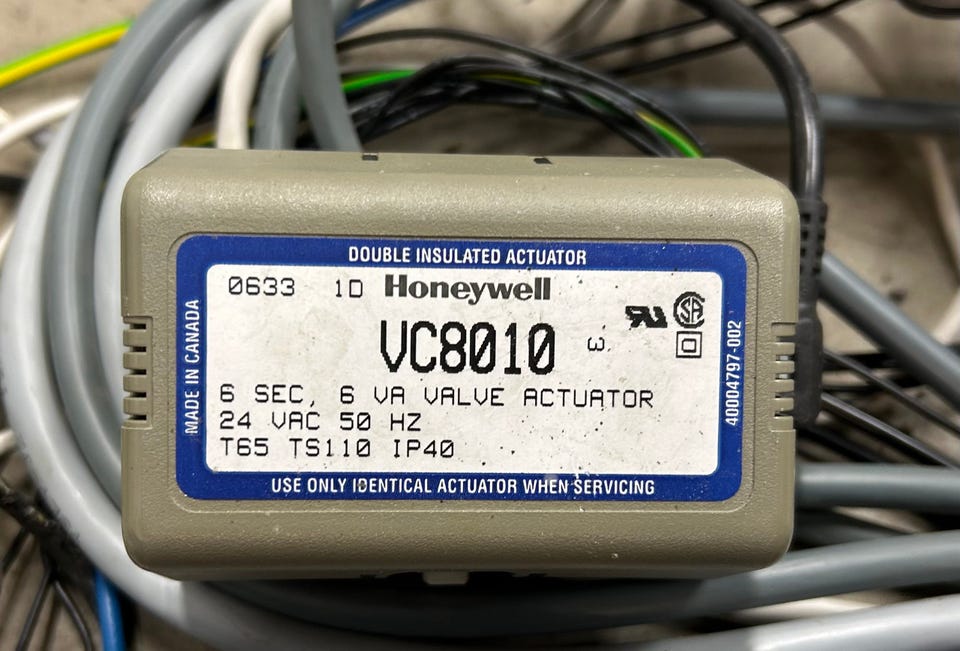 DOUBLE INSULATED ACTUATOR
0633 1D Honeywell
VC8010
6 SEC, 6 VA VALVE ACTUATOR
24 VAC 50 HZ
T65 TS110 IP40
USE ONLY IDENTICAL ACTUATOR WHEN SERVICING
MADE IN CANADA
40004797-002